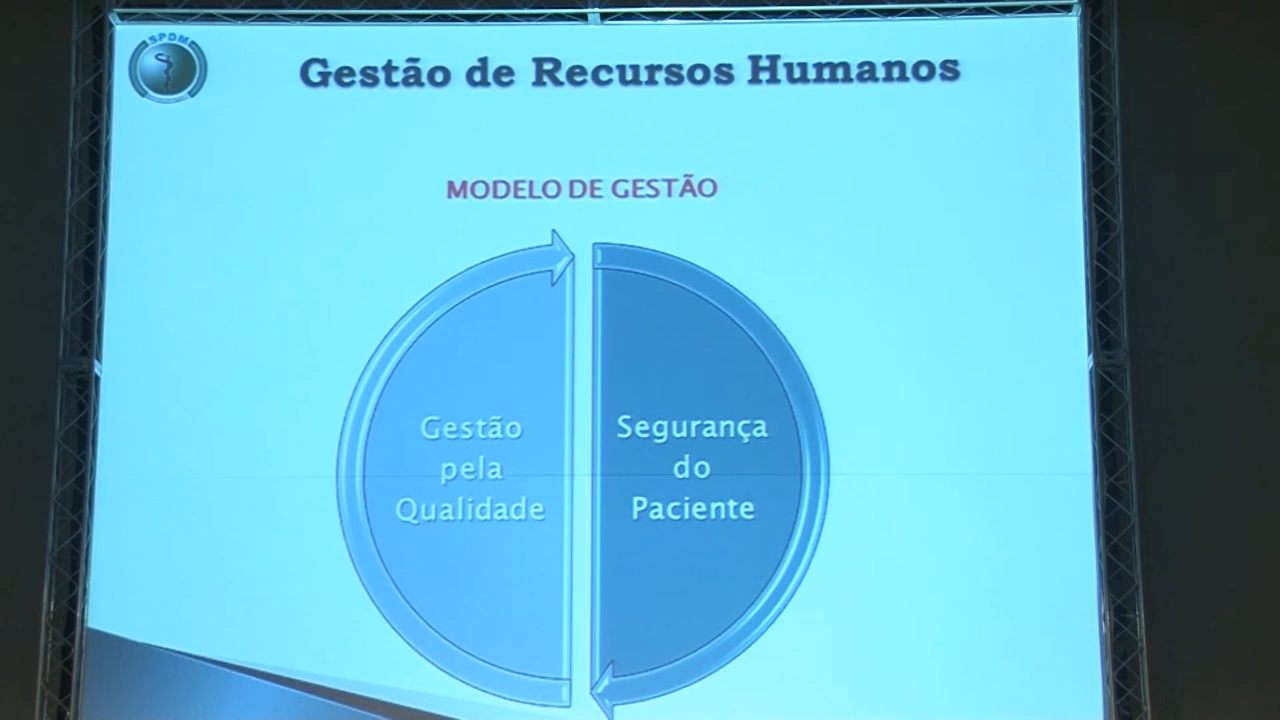 SPDM
Gestão de Recursos Humanos
MODELO DE GESTÃO
Gestão
pela
Qualidade
Segurança
do
Paciente